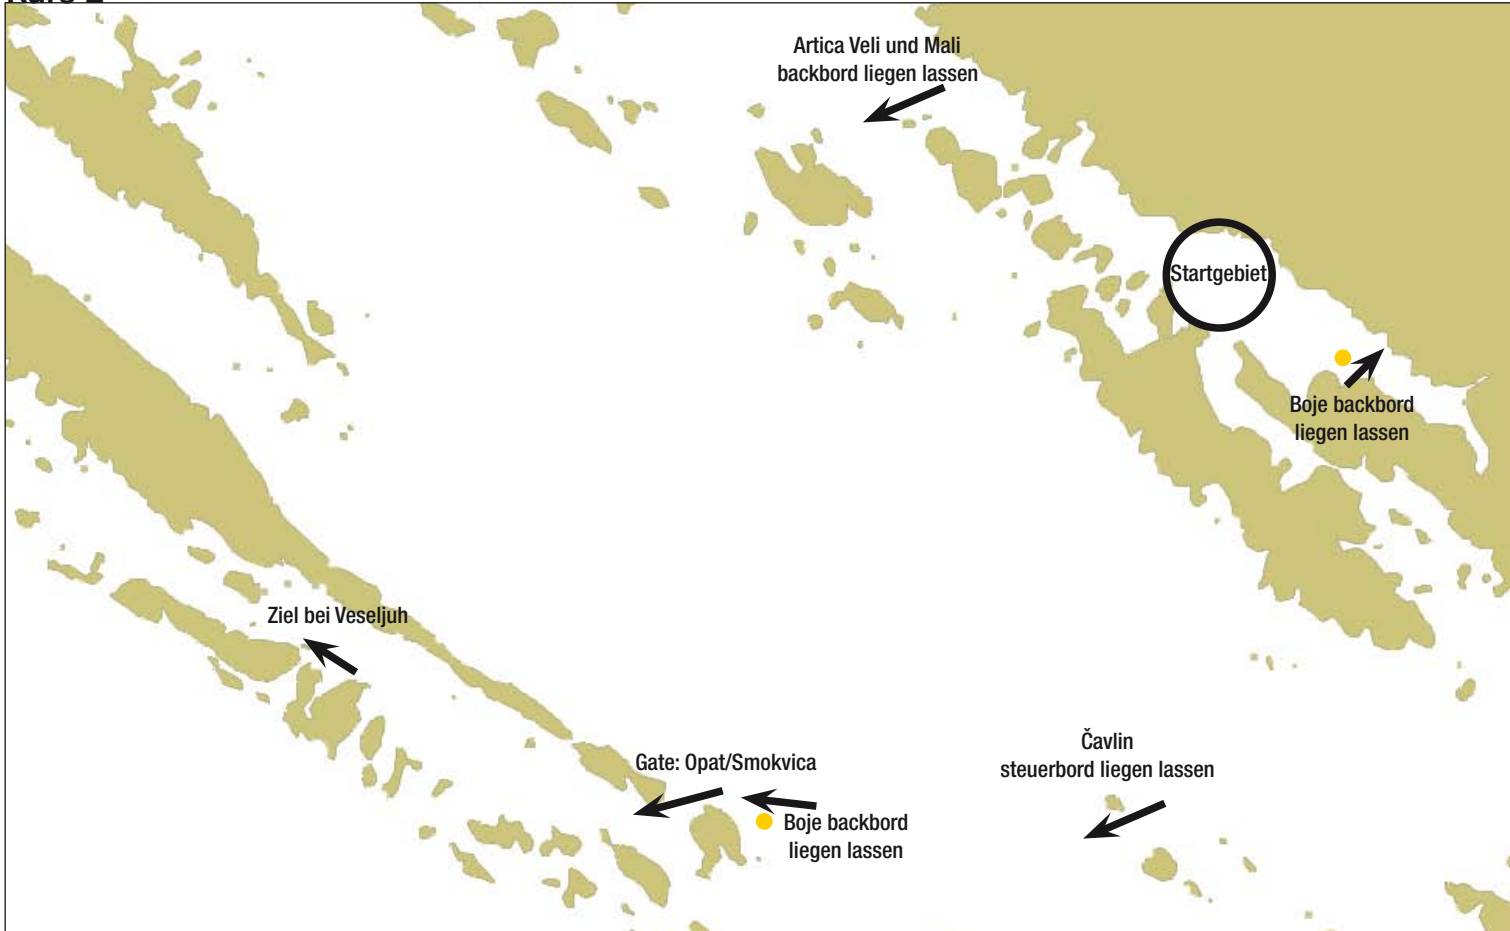 Artica Veli und Mali
backbord liegen lassen
Startgebiet
Boje backbord
liegen lassen
Ziel bei Veseljuh
Čavlin
steuerbord liegen lassen
Gate: Opat/Smokvica
Boje backbord
liegen lassen